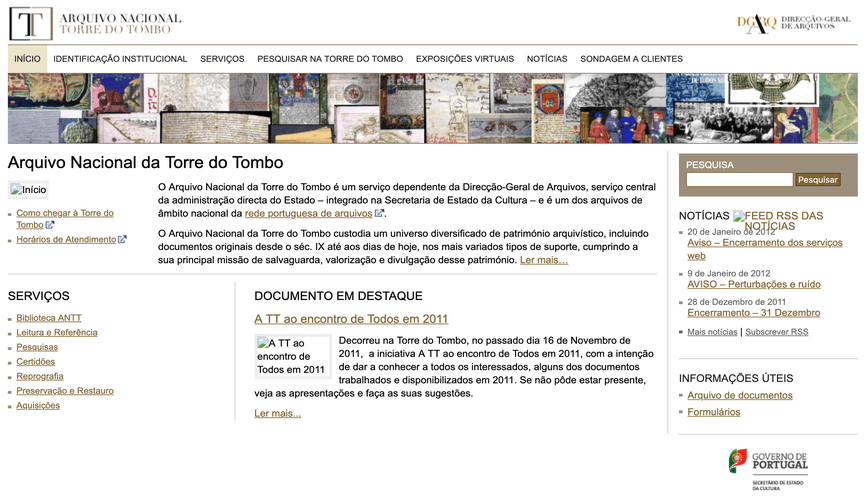 ARQUIVO NACIONAL
TORRE DO TOMBO
DGARQ
DIRECÇÃO-GERAL
DE ARQUIVOS
INÍCIO IDENTIFICAÇÃO INSTITUCIONAL SERVIÇOS PESQUISAR NA TORRE DO TOMBO EXPOSIÇÕES VIRTUAIS NOTÍCIAS SONDAGEM A CLIENTES
Arquivo Nacional da Torre do Tombo
Início
Como chegar à Torre do
Tombo
Horários de Atendimento
O Arquivo Nacional da Torre do Tombo é um serviço dependente da Direcção-Geral de Arquivos, serviço central
da administração directa do Estado – integrado na Secretaria de Estado da Cultura – e é um dos arquivos de
âmbito nacional da rede portuguesa de arquivos.
O Arquivo Nacional da Torre do Tombo custodia um universo diversificado de património arquivístico, incluindo
documentos originais desde o séc. IX até aos dias de hoje, nos mais variados tipos de suporte, cumprindo a
sua principal missão de salvaguarda, valorização e divulgação desse património. Ler mais…
SERVIÇOS
Biblioteca ANTT
Leitura e Referência
Pesquisas
Certidões
Reprografia
Preservação e Restauro
Aquisições
DOCUMENTO EM DESTAQUE
A TT ao encontro de Todos em 2011
A TT ao
encontro de
Todos em 2011
Decorreu na Torre do Tombo, no passado dia 16 de Novembro de
2011, a iniciativa A TT ao encontro de Todos em 2011, com a intenção
de dar a conhecer a todos os interessados, alguns dos documentos
trabalhados e disponibilizados em 2011. Se não pôde estar presente,
veja as apresentações e faça as suas sugestões.
Ler mais...
PESQUISA
Pesquisar
NOTÍCIAS FEED RSS DAS
NOTÍCIAS
20 de Janeiro de 2012
Aviso – Encerramento dos serviços
web
9 de Janeiro de 2012
AVISO – Perturbações e ruído
28 de Dezembro de 2011
Encerramento – 31 Dezembro
Mais notícias | Subscrever RSS
INFORMAÇÕES ÚTEIS
Arquivo de documentos
Formulários
GOVERNO DE
PORTUGAL
SECRETÁRIO DE ESTADO
DA CULTURA